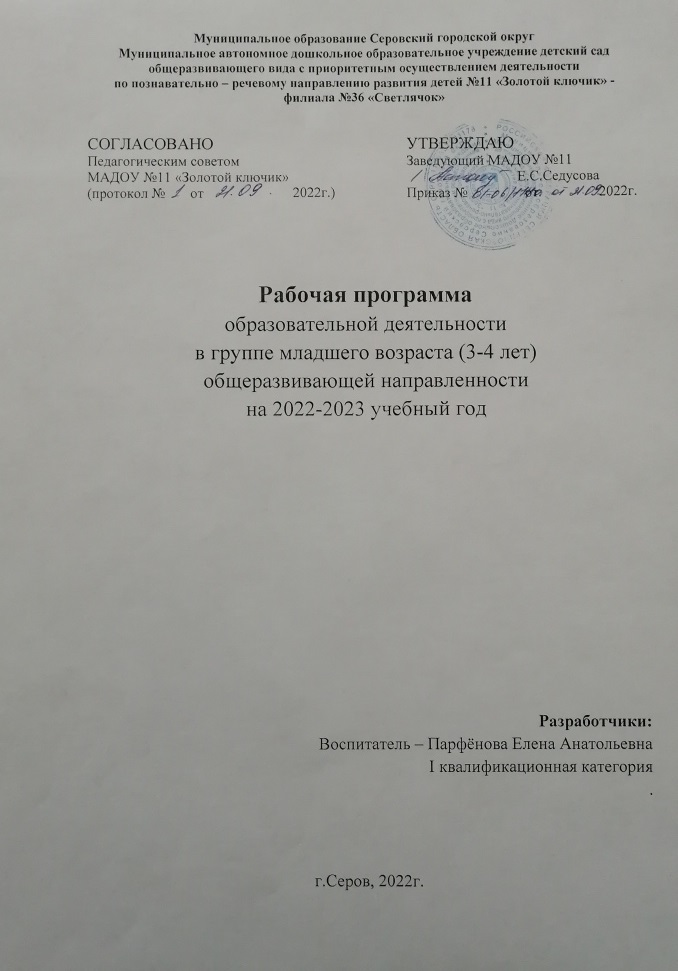 Муниципальное образование Серовский городской округ
Муниципальное автономное дошкольное образовательное учреждение детский сад
общеразвивающего вида с приоритетным осуществлением деятельности
по познавательно – речевому направлению развития детей №11 «Золотой ключик» -
филиала №36 «Светлячок»
СОГЛАСОВАНО
Педагогическим советом
МАДОУ №11 «Золотой ключик»
(протокол № 1 от 2022г.)
УТВЕРЖДАЮ
Заведующий МАДОУ №11
Е.С.Седусова
Приказ № от 2022г.
Рабочая программа
образовательной деятельности
в группе младшего возраста (3-4 лет)
общеразвивающей направленности
на 2022-2023 учебный год
Разработчики:
Воспитатель – Парфёнова Елена Анатольевна
I квалификационная категория
.
г.Серов, 2022г.